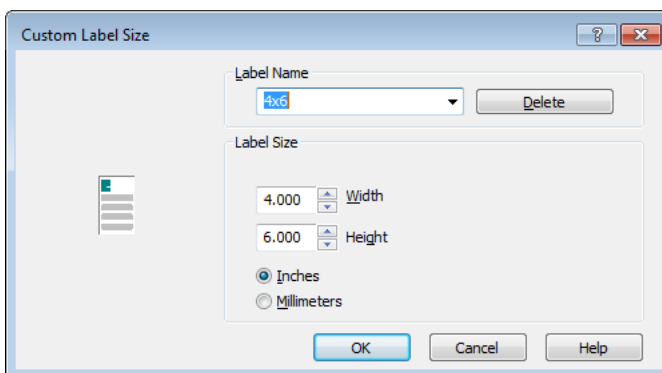 Custom Label Size
Label Name
4x6
Delete
Label Size
4.000 Width
6.000 Height
Inches
Millimeters
OK Cancel Help